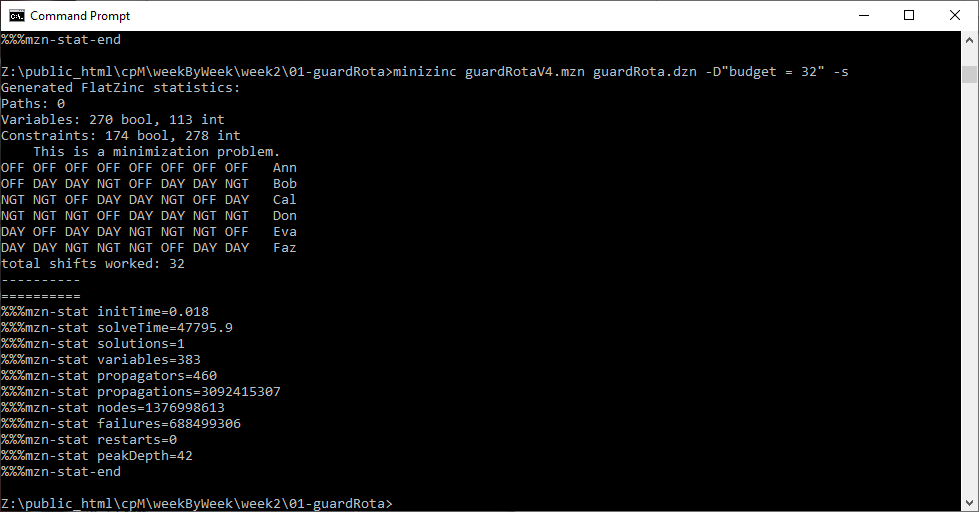 Command Prompt
%%%mzn-stat-end
Z:\public_html\cpM\weekByWeek\week2\01-guardRota>minizinc guardRotaV4.mzn guardRota.dzn -D"budget = 32" -s
Generated FlatZinc statistics:
Paths: 0
Variables: 270 bool, 113 int
Constraints: 174 bool, 278 int
    This is a minimization problem.
OFF OFF OFF OFF OFF OFF OFF OFF   Ann
OFF DAY DAY NGT OFF DAY DAY NGT   Bob
NGT NGT OFF DAY DAY NGT OFF DAY   Cal
NGT NGT NGT OFF DAY DAY NGT NGT   Don
DAY OFF DAY DAY NGT NGT NGT OFF   Eva
DAY DAY NGT NGT NGT OFF DAY DAY   Faz
total shifts worked: 32
----------
==========
%%%mzn-stat initTime=0.018
%%%mzn-stat solveTime=47795.9
%%%mzn-stat solutions=1
%%%mzn-stat variables=383
%%%mzn-stat propagators=460
%%%mzn-stat propagations=3092415307
%%%mzn-stat nodes=1376998613
%%%mzn-stat failures=688499306
%%%mzn-stat restarts=0
%%%mzn-stat peakDepth=42
%%%mzn-stat-end
Z:\public_html\cpM\weekByWeek\week2\01-guardRota>